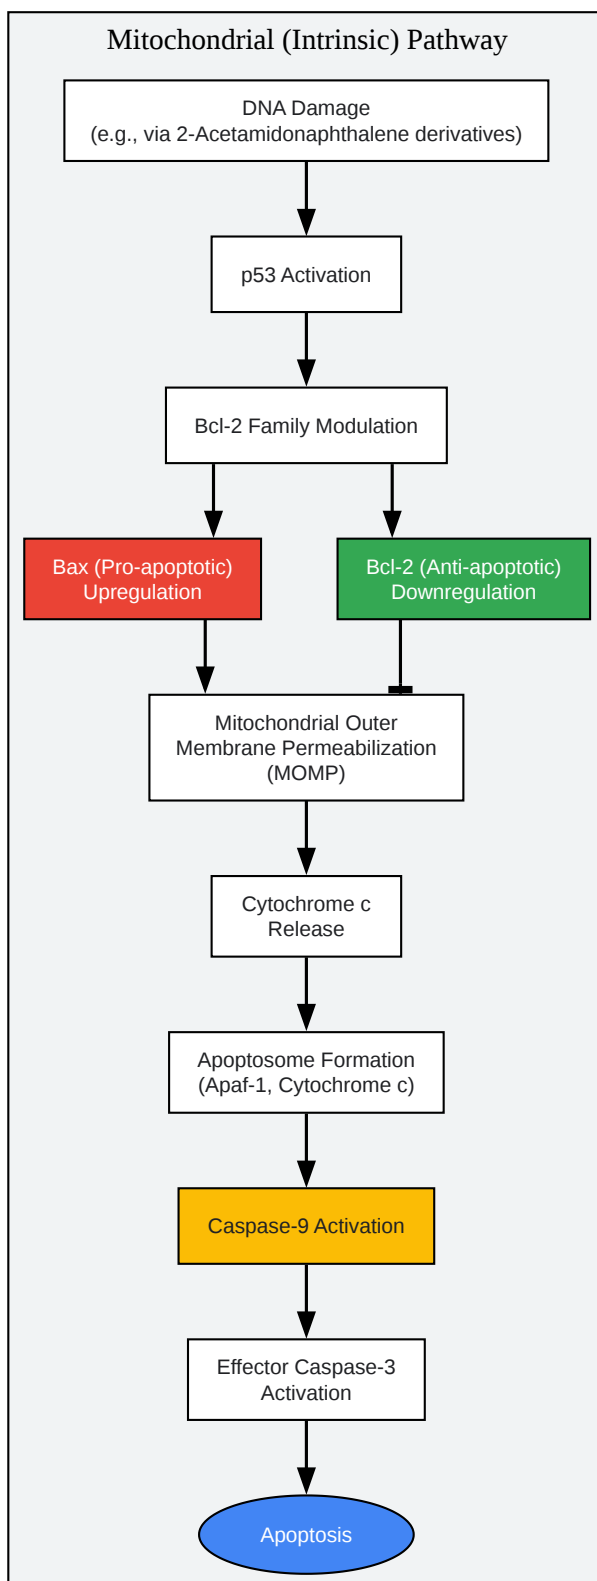 Mitochondrial (Intrinsic) Pathway
DNA Damage
(e.g., via 2-Acetamidonaphthalene derivatives)
p53 Activation
Bcl-2 Family Modulation
Bax (Pro-apoptotic)
Upregulation
Bcl-2 (Anti-apoptotic)
Downregulation
Mitochondrial Outer
Membrane Permeabilization
(MOMP)
Cytochrome c
Release
Apoptosome Formation
(Apaf-1, Cytochrome c)
Caspase-9 Activation
Effector Caspase-3
Activation
Apoptosis